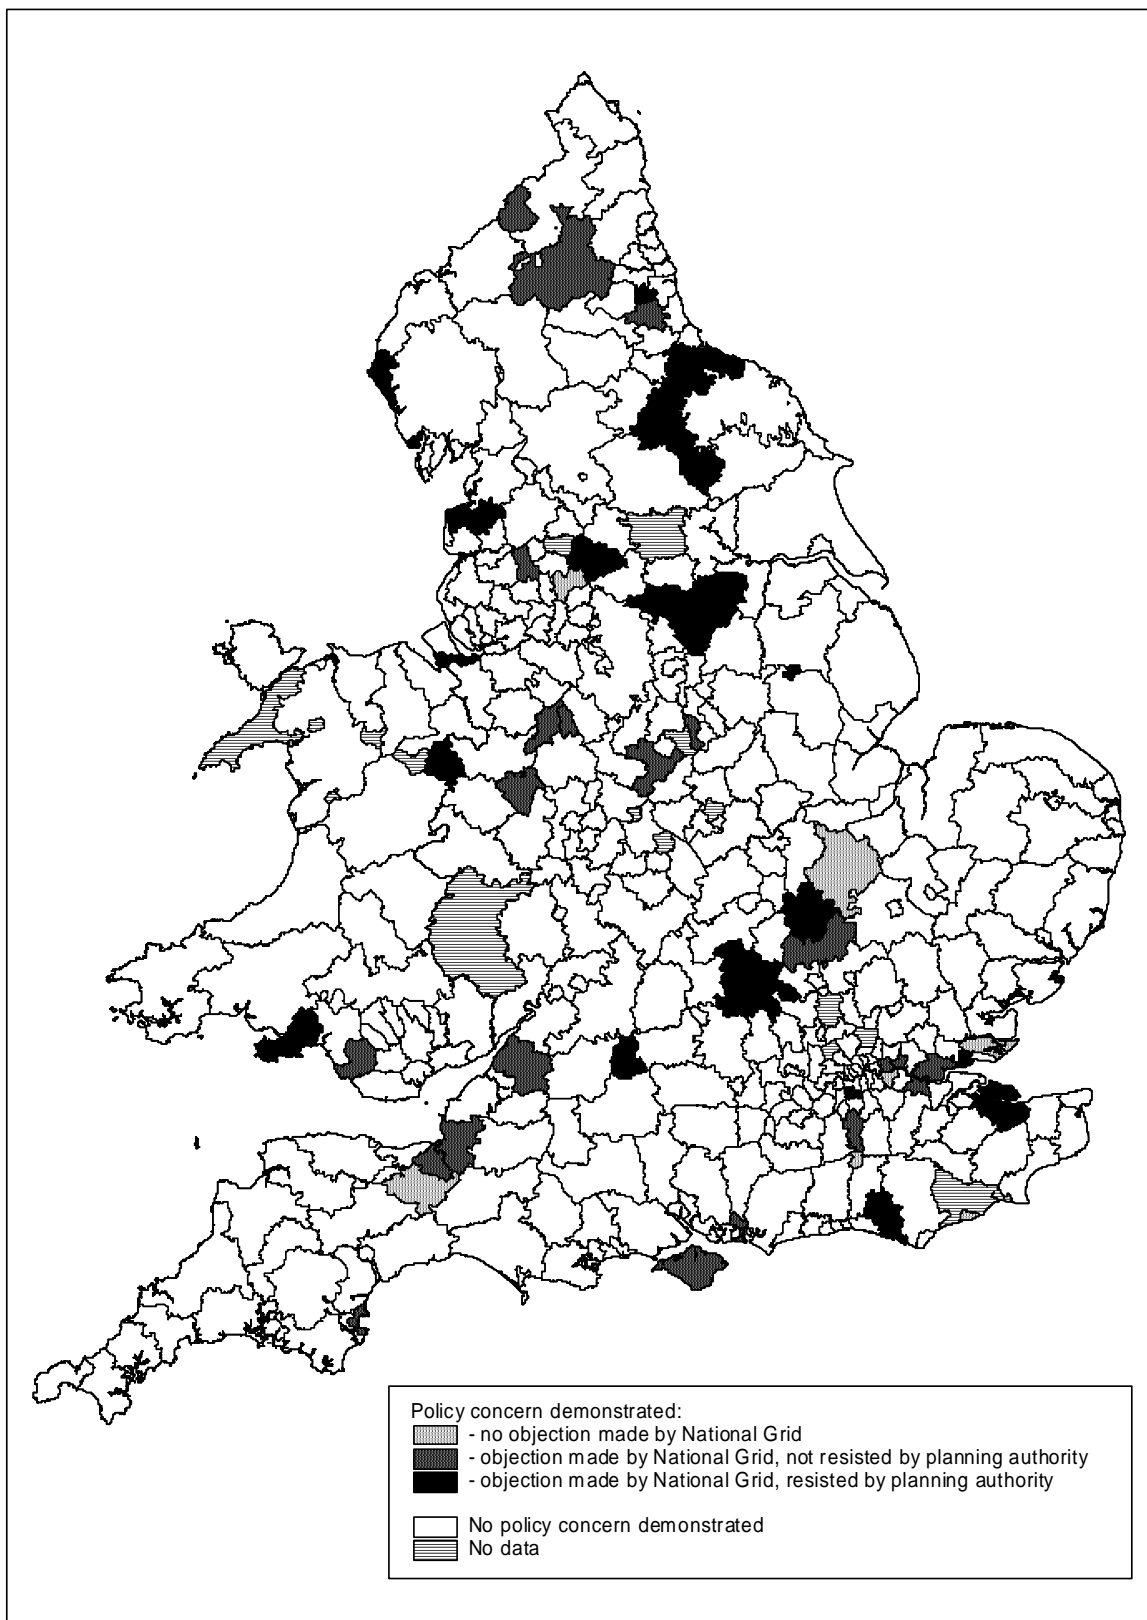 Policy concern demonstrated:
- no objection made by National Grid
- objection made by National Grid, not resisted by planning authority
- objection made by National Grid, resisted by planning authority
No policy concern demonstrated
No data